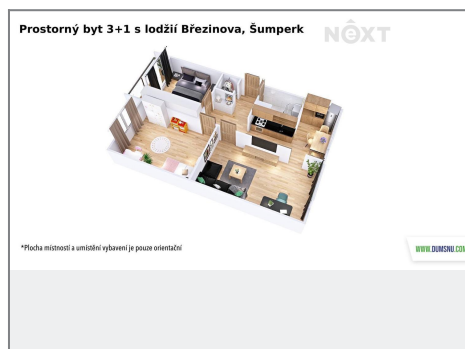 Prostorný byt 3+1 s lodžií Březinova, Šumperk
NEXT
*Plocha místností a umístění vybavení je pouze orientační
WWW.DUMSNU.COM